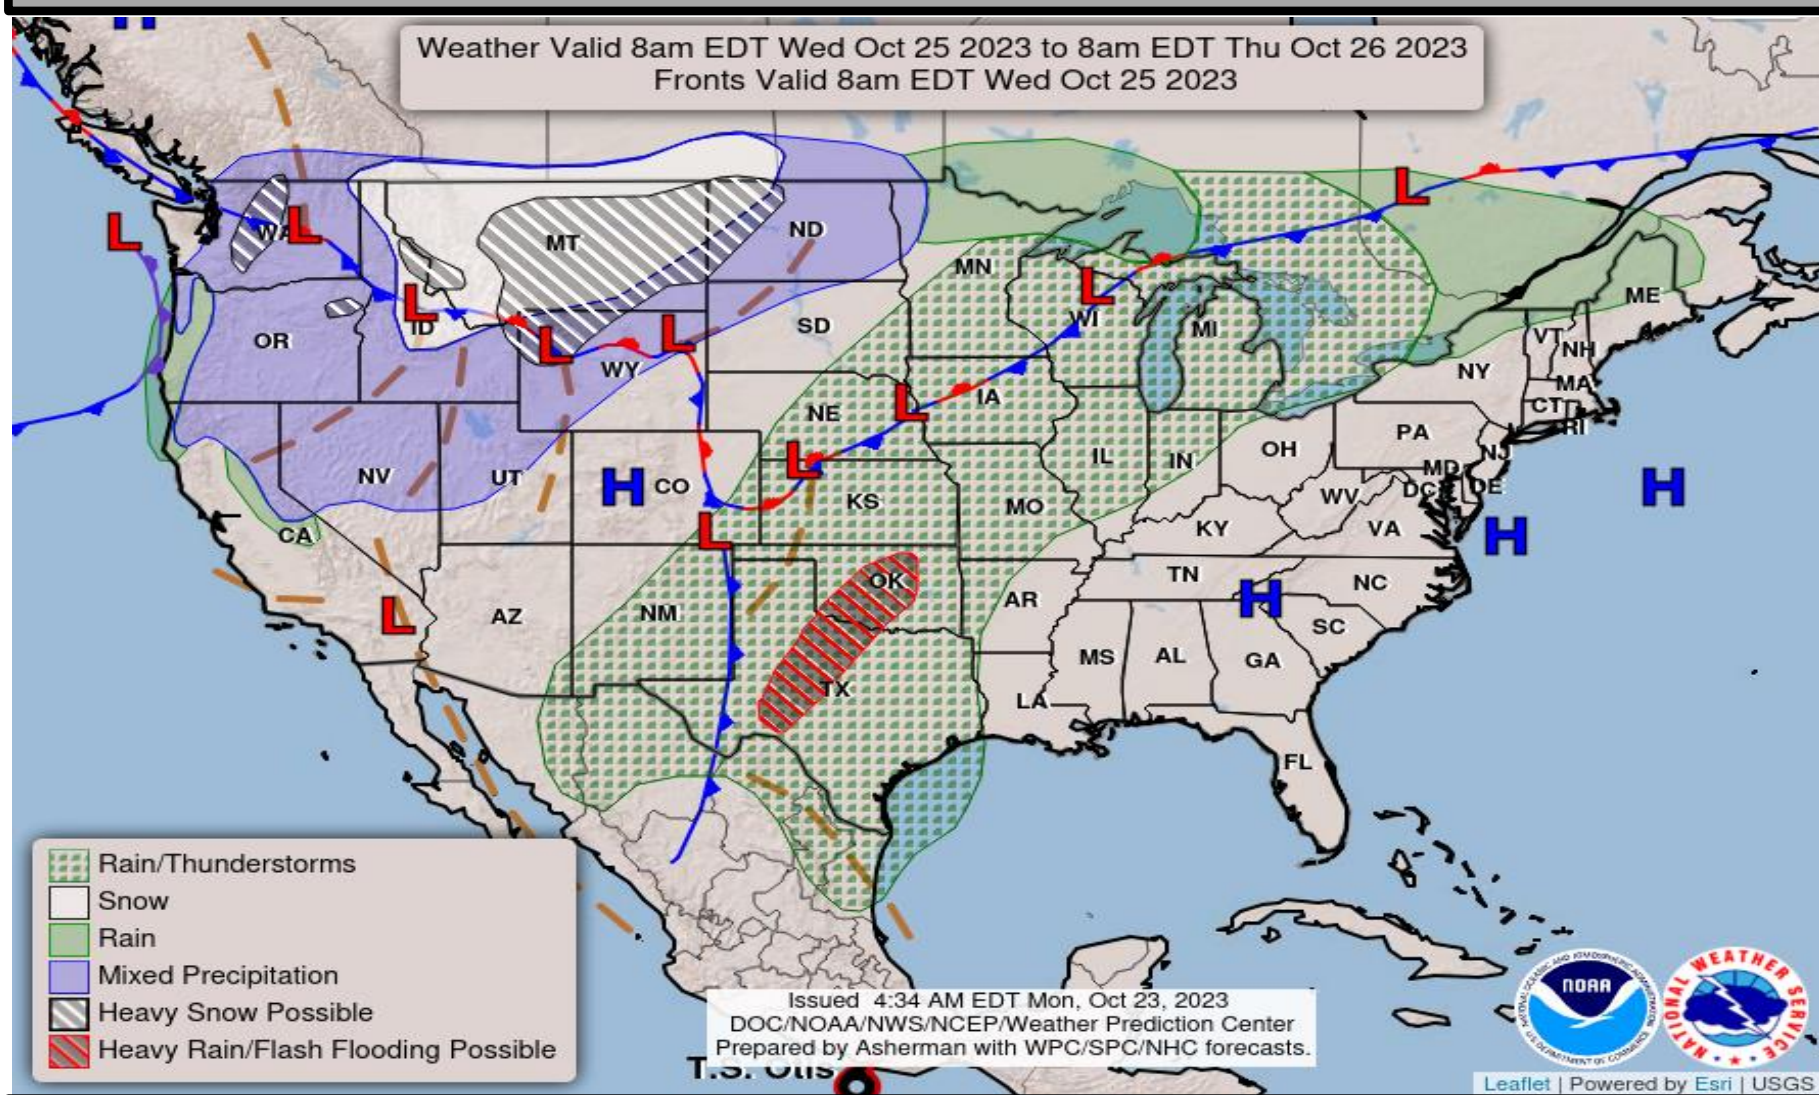 H
Weather Valid 8am EDT Wed Oct 25 2023 to 8am EDT Thu Oct 26 2023
Fronts Valid 8am EDT Wed Oct 25 2023
L
L
WA
L
MT
ND
MN
L
ID
OR
L
L
WY
SD
L
WI
MI
ME
VT
NH
NY
MA
CT
RI
L
NE
IA
PA
NJ
OH
MD
DE
DC
NV
UT
H
CO
L
KS
IL
IN
MO
WV
VA
KY
H
H
CA
L
OK
TN
NC
H
SC
L
AZ
NM
AR
TX
MS
AL
GA
LA
FL
Rain/Thunderstorms
Snow
Rain
Mixed Precipitation
Heavy Snow Possible
Heavy Rain/Flash Flooding Possible
Issued 4:34 AM EDT Mon, Oct 23, 2023
DOC/NOAA/NWS/NCEP/Weather Prediction Center
Prepared by Asherman with WPC/SPC/NHC forecasts.
T.S. Otis
NOAA
NATIONAL WEATHER SERVICE
Leaflet | Powered by Esri | USGS